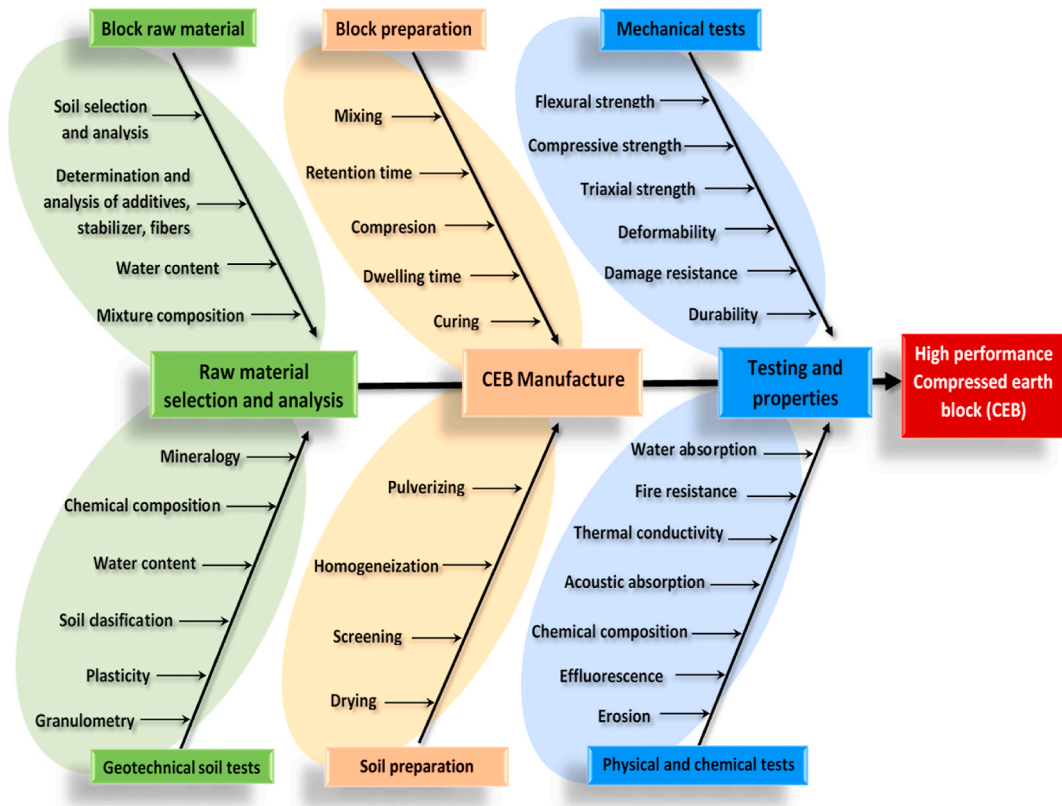 Block raw material
Block preparation
Mechanical tests
Soil selection
and analysis
Determination and
analysis of additives,
stabilizer, fibers
Water content
Mixture composition
Mixing
Retention time
Compresion
Dwelling time
Curing
Flexural strength
Compressive strength
Triaxial strength
Deformability
Damage resistance
Durability
Raw material
selection and analysis
CEB Manufacture
Testing and
properties
High performance
Compressed earth
block (CEB)
Mineralogy
Chemical composition
Water content
Soil dasification
Plasticity
Granulometry
Pulverizing
Homogeneization
Screening
Drying
Water absorption
Fire resistance
Thermal conductivity
Acoustic absorption
Chemical composition
Effluorescence
Erosion
Geotechnical soil tests
Soil preparation
Physical and chemical tests